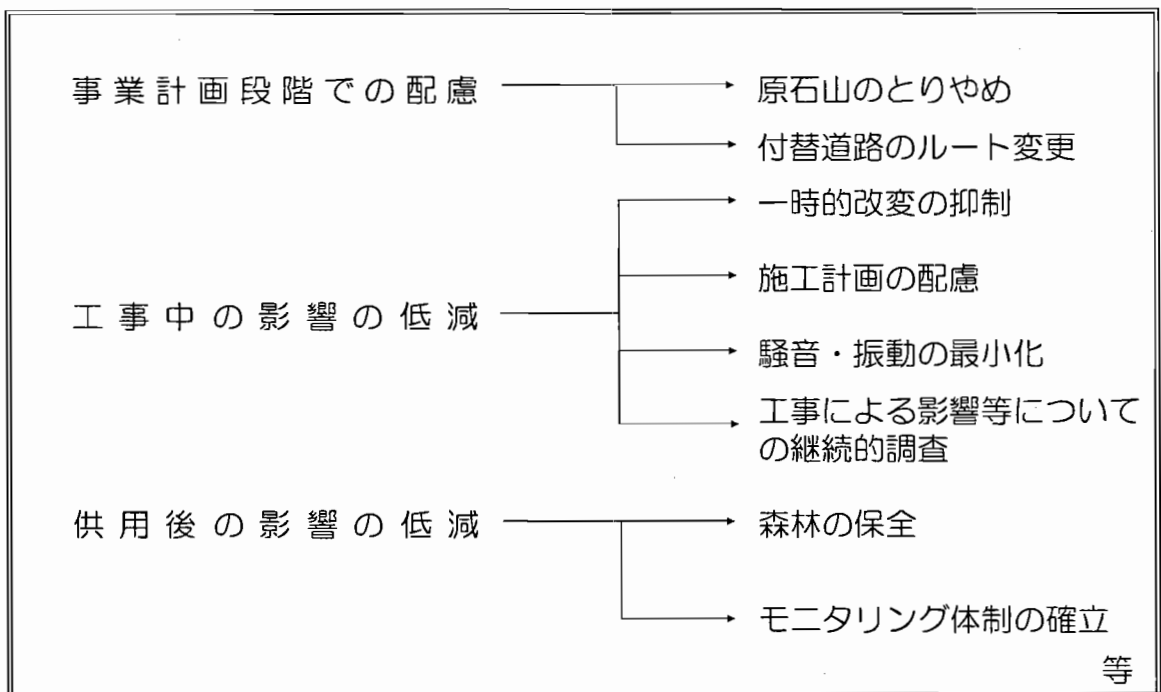 事業計画段階での配慮
原石山のとりやめ
付替道路のルート変更
工事中の影響の低減
一時的改変の抑制
施工計画の配慮
騒音・振動の最小化
工事による影響等について
の継続的調査
供用後の影響の低減
森林の保全
モニタリング体制の確立
等